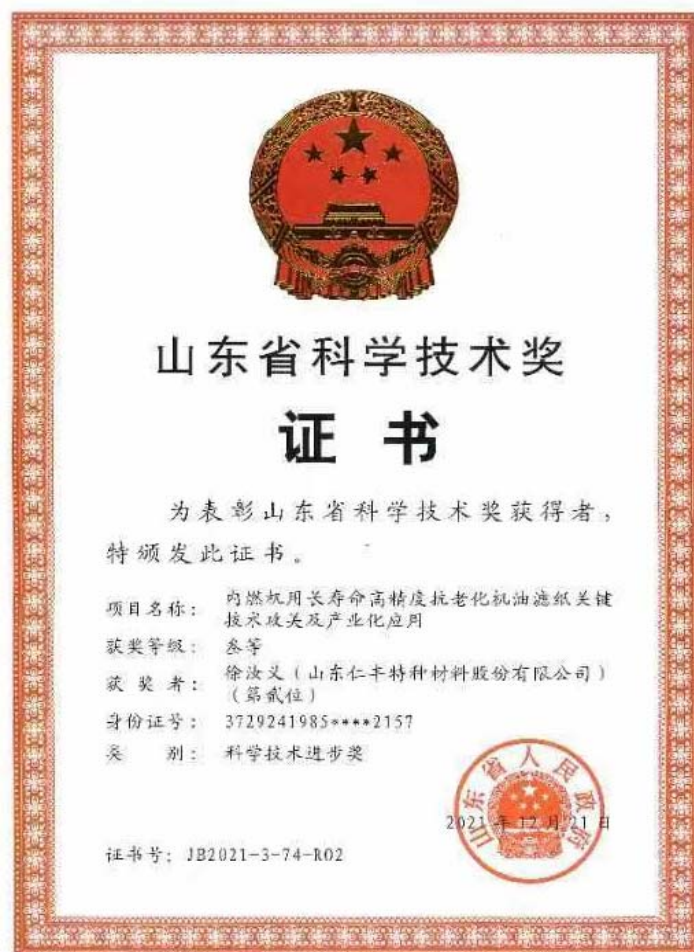 山东省科学技术奖
证书
为表彰山东省科学技术奖获得者，
特颁发此证书。
项目名称： 内燃机用长寿命高精度抗老化机油滤纸关键
技术攻关及产业化应用
获奖等级： 叁等
获奖者： 徐汝义（山东仁丰特种材料股份有限公司）
（第贰位）
身份证号： 3729241985****2157
类别： 科学技术进步奖
山东省人民政府
2021年12月21日
证书号：JB2021-3-74-R02